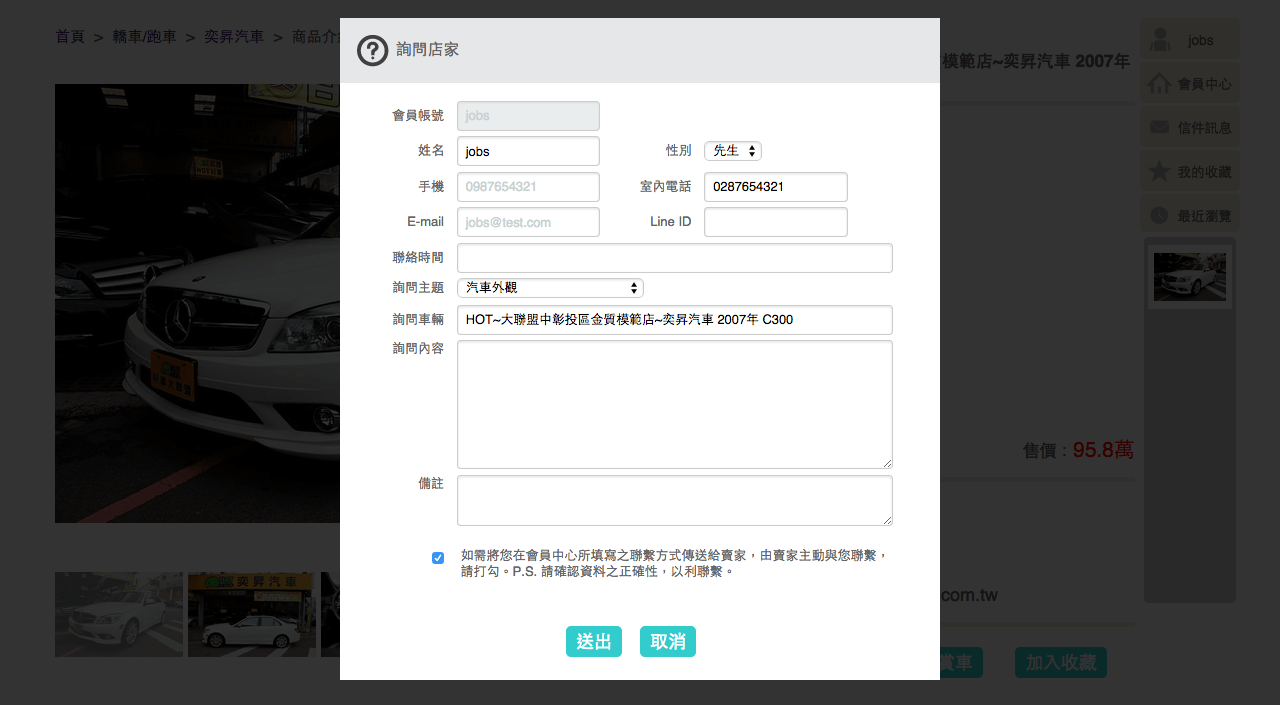 首頁 > 轎車/跑車 > 奕昇汽車 > 商品介
模範店~奕昇汽車 2007年
詢問店家
會員帳號 jobs
姓名 jobs 性別 先生
手機 0987654321 室內電話 0287654321
E-mail jobs@test.com Line ID
聯絡時間
詢問主題 汽車外觀
詢問車輛 HOT~大聯盟中彰投區金質模範店~奕昇汽車 2007年 C300
詢問內容
備註
如需將您在會員中心所填寫之聯繫方式傳送給賣家，由賣家主動與您聯繫，
請打勾。P.S. 請確認資料之正確性，以利聯繫。
送出 取消
jobs
會員中心
信件訊息
我的收藏
最近瀏覽
售價：95.8萬
com.tw
賞車 加入收藏
奕昇汽車